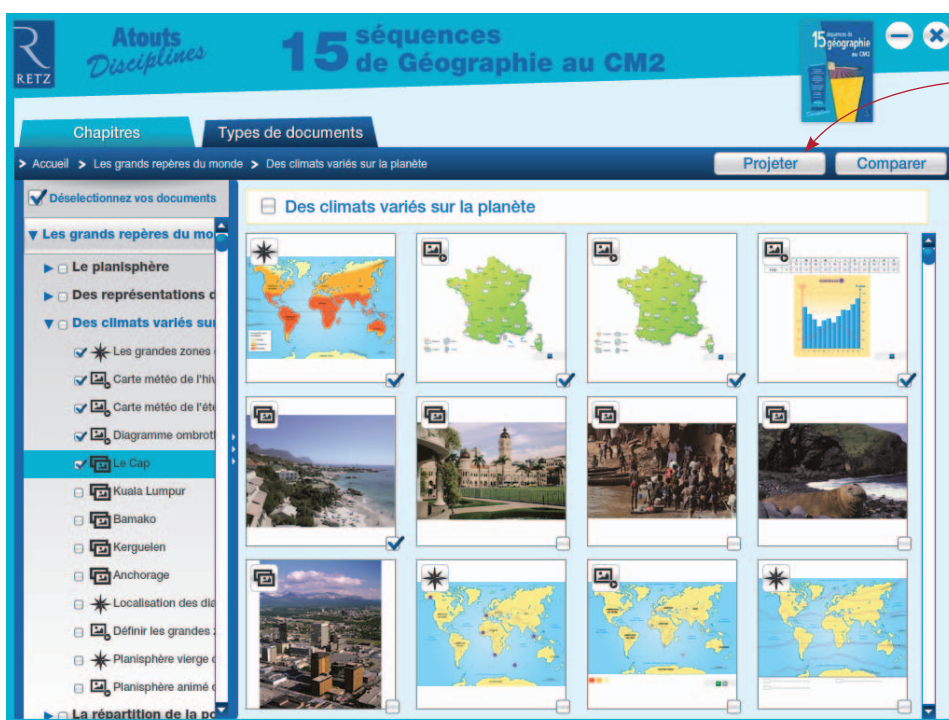 RETZ
Atouts
Disciplines
15 séquences
de Géographie au CM2
15 séquences de
géographie
au CM2
Chapitres
Types de documents
> Accueil > Les grands repères du monde > Des climats variés sur la planète
Projeter
Comparer
Déselectionnez vos documents
Des climats variés sur la planète
Les grands repères du mo
Le planisphère
Des représentations d
Des climats variés sur
Les grandes zones
Carte météo de l'hiv
Carte météo de l'éte
Diagramme ombrot
Le Cap
Kuala Lumpur
Bamako
Kerguelen
Anchorage
Localisation des dia
Définir les grandes
Planisphère vierge
Planisphère animé
La répartition de la po